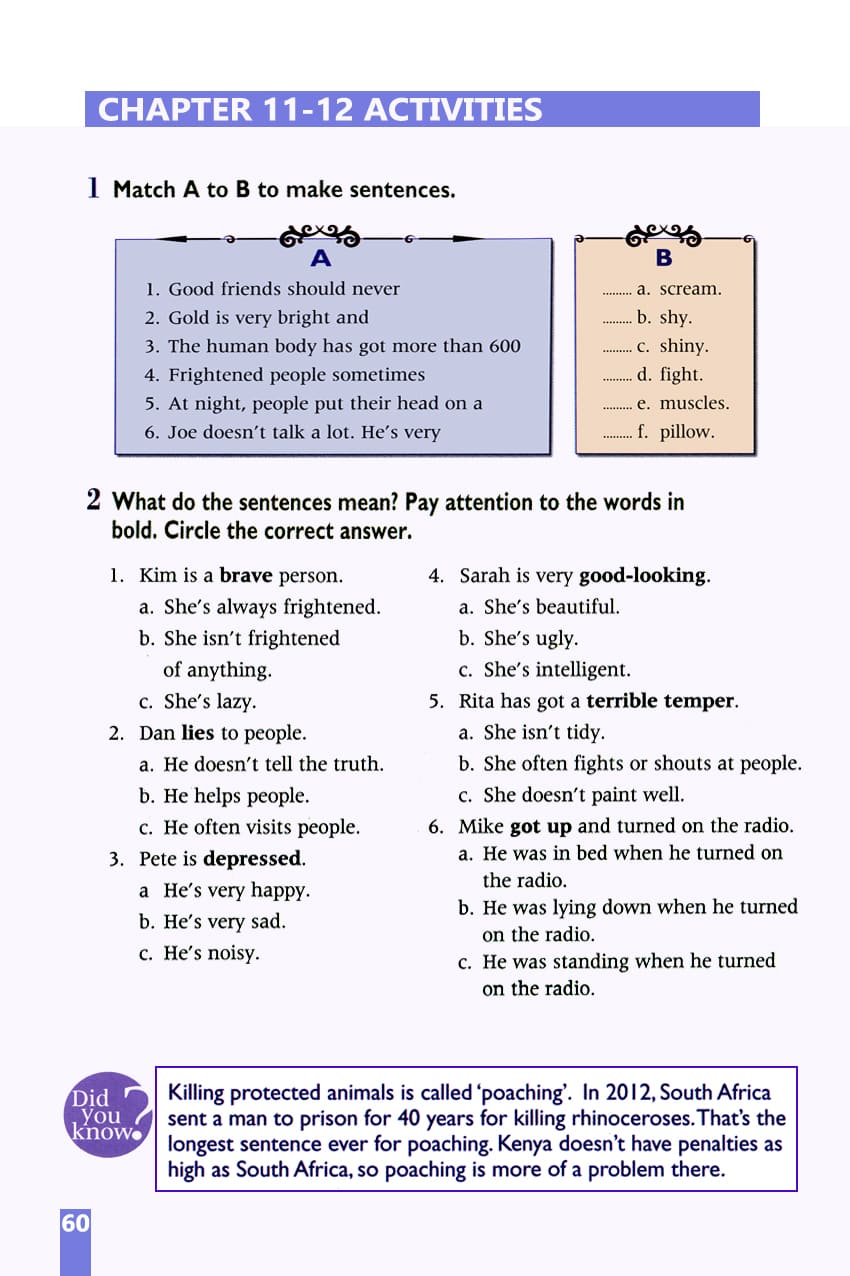 CHAPTER 11-12 ACTIVITIES
1 Match A to B to make sentences.
A
1. Good friends should never
2. Gold is very bright and
3. The human body has got more than 600
4. Frightened people sometimes
5. At night, people put their head on a
6. Joe doesn't talk a lot. He's very
B
......... a. scream.
......... b. shy.
......... c. shiny.
......... d. fight.
......... e. muscles.
......... f. pillow.
2 What do the sentences mean? Pay attention to the words in
bold. Circle the correct answer.
1. Kim is a brave person.
a. She's always frightened.
b. She isn't frightened
of anything.
c. She's lazy.
2. Dan lies to people.
a. He doesn't tell the truth.
b. He helps people.
c. He often visits people.
3. Pete is depressed.
a He's very happy.
b. He's very sad.
c. He's noisy.
4. Sarah is very good-looking.
a. She's beautiful.
b. She's ugly.
c. She's intelligent.
5. Rita has got a terrible temper.
a. She isn't tidy.
b. She often fights or shouts at people.
c. She doesn't paint well.
6. Mike got up and turned on the radio.
a. He was in bed when he turned on
the radio.
b. He was lying down when he turned
on the radio.
c. He was standing when he turned
on the radio.
Did
you
know?
Killing protected animals is called 'poaching'. In 2012, South Africa
sent a man to prison for 40 years for killing rhinoceroses. That's the
longest sentence ever for poaching. Kenya doesn't have penalties as
high as South Africa, so poaching is more of a problem there.
60